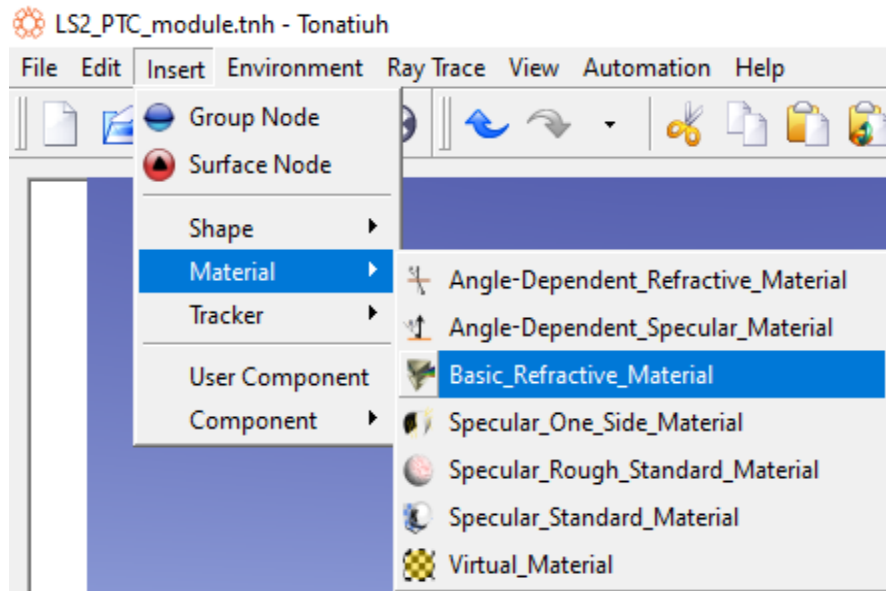 LS2_PTC_module.tnh - Tonatiuh
File Edit Insert Environment Ray Trace View Automation Help
Group Node
Surface Node
Shape
Material
Tracker
User Component
Component
Angle-Dependent_Refractive_Material
Angle-Dependent_Specular_Material
Basic_Refractive_Material
Specular_One_Side_Material
Specular_Rough_Standard_Material
Specular_Standard_Material
Virtual_Material